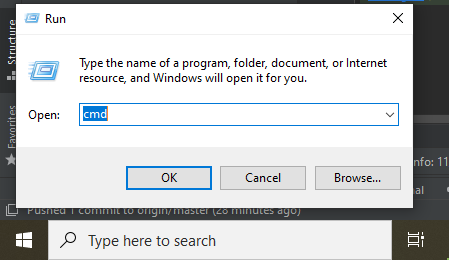 Run
Structure
Type the name of a program, folder, document, or Internet
resource, and Windows will open it for you.
Open:
cmd
Favorites
OK
Cancel
Browse...
nfo: 11
al
Pushed 1 commit to origin/master (28 minutes ago)
Type here to search